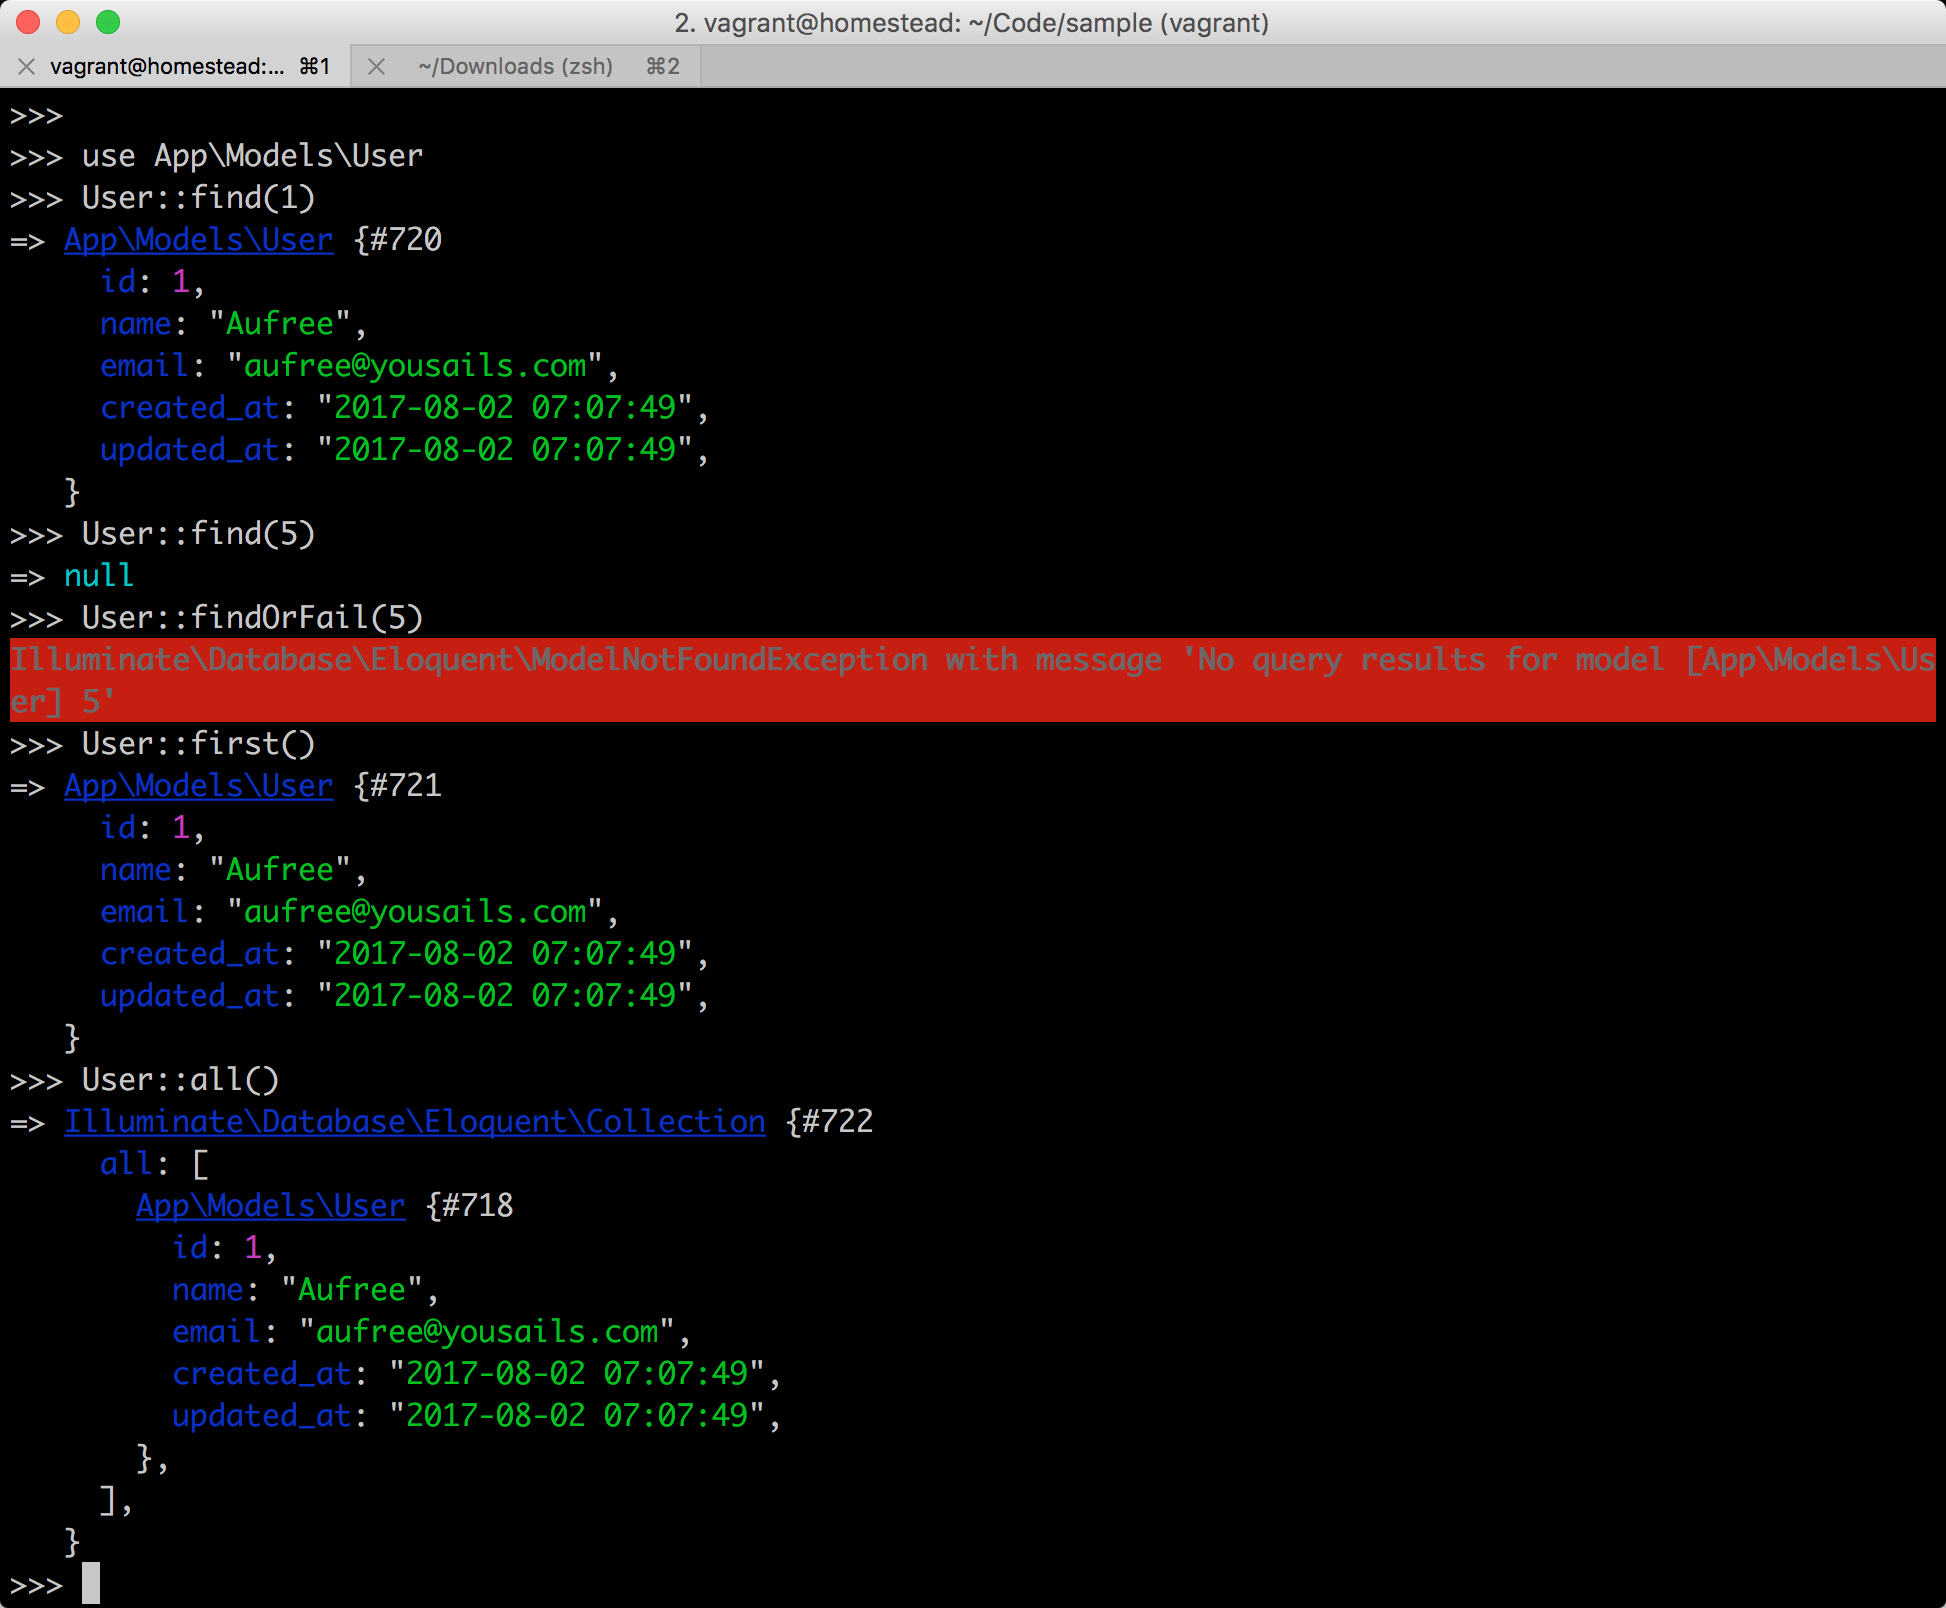 2. vagrant@homestead: ~/Code/sample (vagrant)
vagrant@homestead:... ⌘1 ~/Downloads (zsh) ⌘2
>>>
>>> use App\Models\User
>>> User::find(1)
=> App\Models\User {#720
     id: 1,
     name: "Aufree",
     email: "aufree@yousails.com",
     created_at: "2017-08-02 07:07:49",
     updated_at: "2017-08-02 07:07:49",
   }
>>> User::find(5)
=> null
>>> User::findOrFail(5)
Illuminate\Database\Eloquent\ModelNotFoundException with message 'No query results for model [App\Models\Us
er] 5'
>>> User::first()
=> App\Models\User {#721
     id: 1,
     name: "Aufree",
     email: "aufree@yousails.com",
     created_at: "2017-08-02 07:07:49",
     updated_at: "2017-08-02 07:07:49",
   }
>>> User::all()
=> Illuminate\Database\Eloquent\Collection {#722
     all: [
       App\Models\User {#718
         id: 1,
         name: "Aufree",
         email: "aufree@yousails.com",
         created_at: "2017-08-02 07:07:49",
         updated_at: "2017-08-02 07:07:49",
       },
     ],
   }
>>>